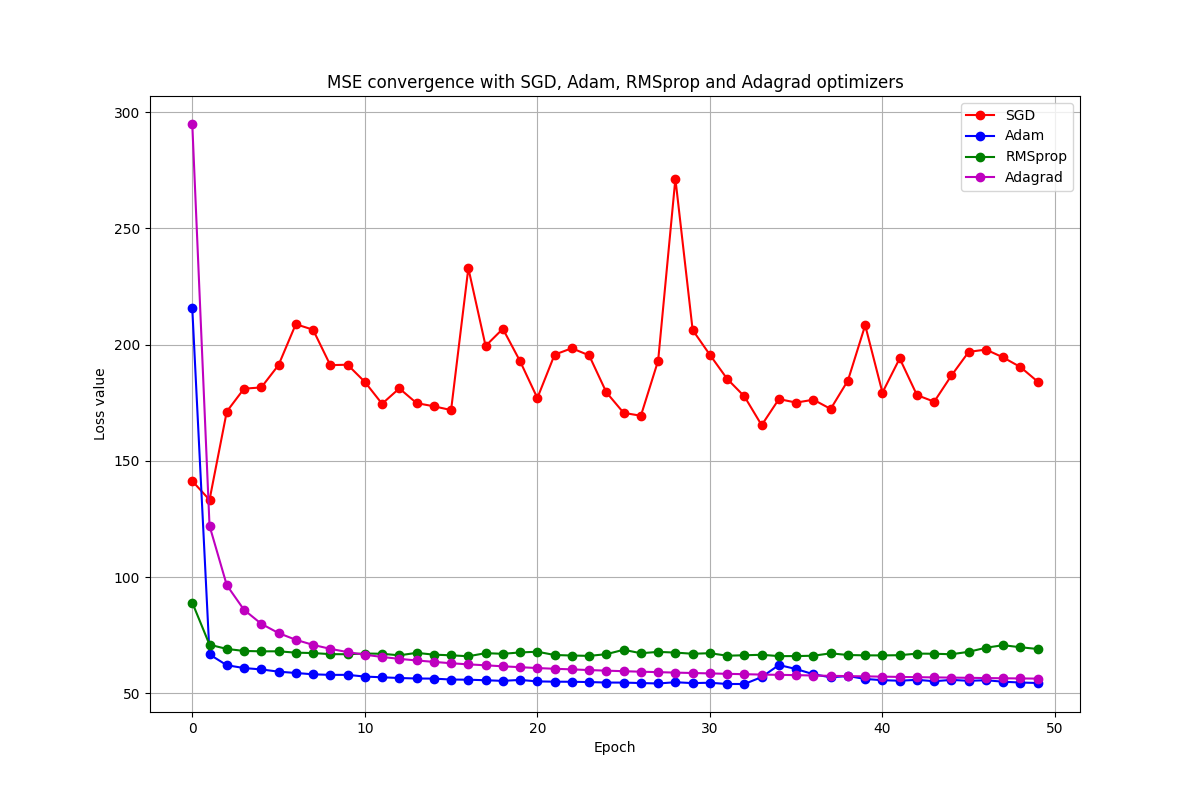 MSE convergence with SGD, Adam, RMSprop and Adagrad optimizers
300
250
200
150
100
50
Loss value
SGD
Adam
RMSprop
Adagrad
0 10 20 30 40 50
Epoch